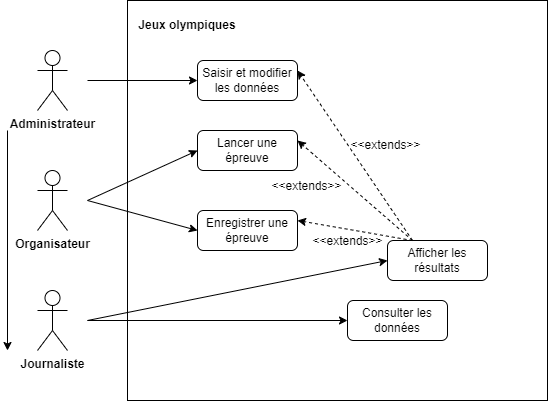 Jeux olympiques
Saisir et modifier
les données
Administrateur
Lancer une
épreuve
<<extends>>
<<extends>>
Enregistrer une
épreuve
Organisateur
<<extends>>
Afficher les
résultats
Consulter les
données
Journaliste